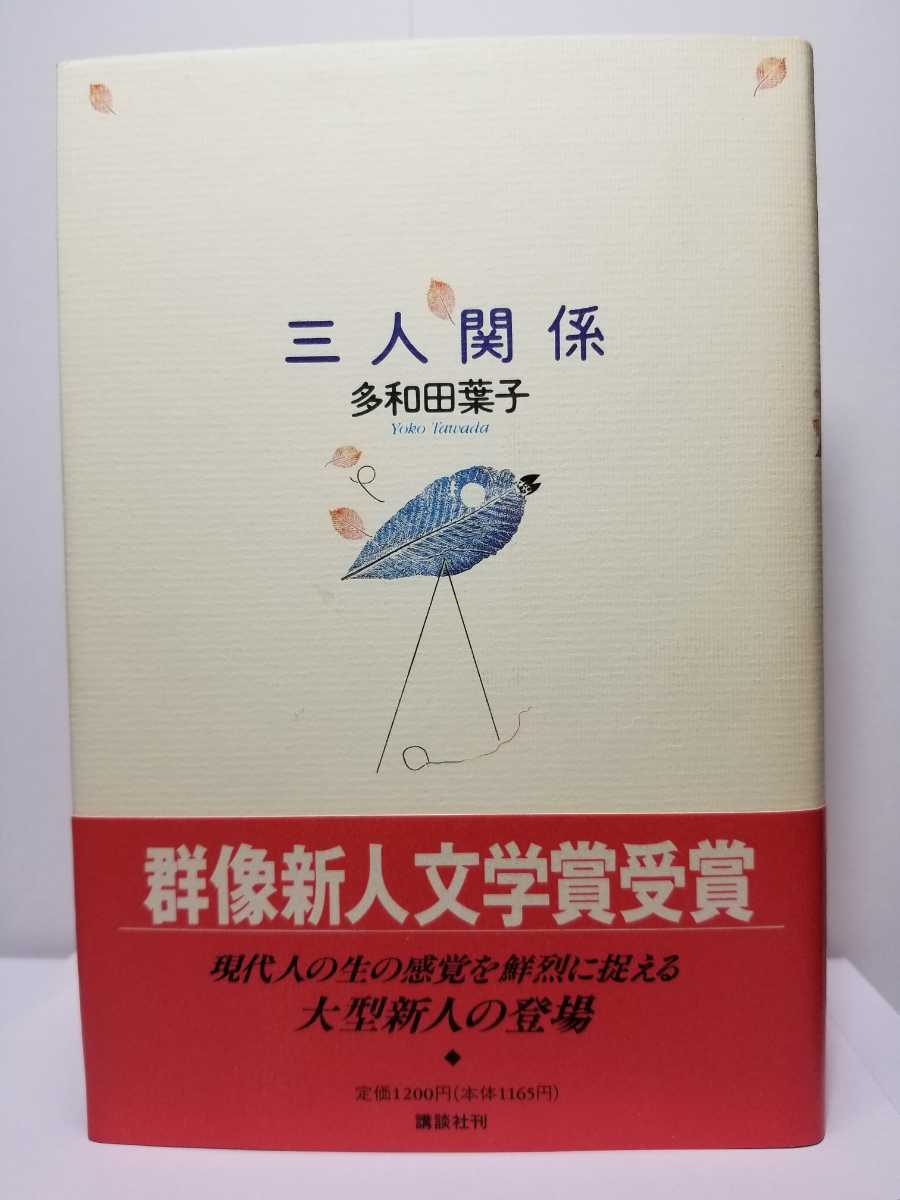 三人関係
多和田葉子
Yoko Tawada
群像新人文学賞受賞
現代人の生の感覚を鮮烈に捉える
大型新人の登場
◆
定価1200円(本体1165円)
講談社刊